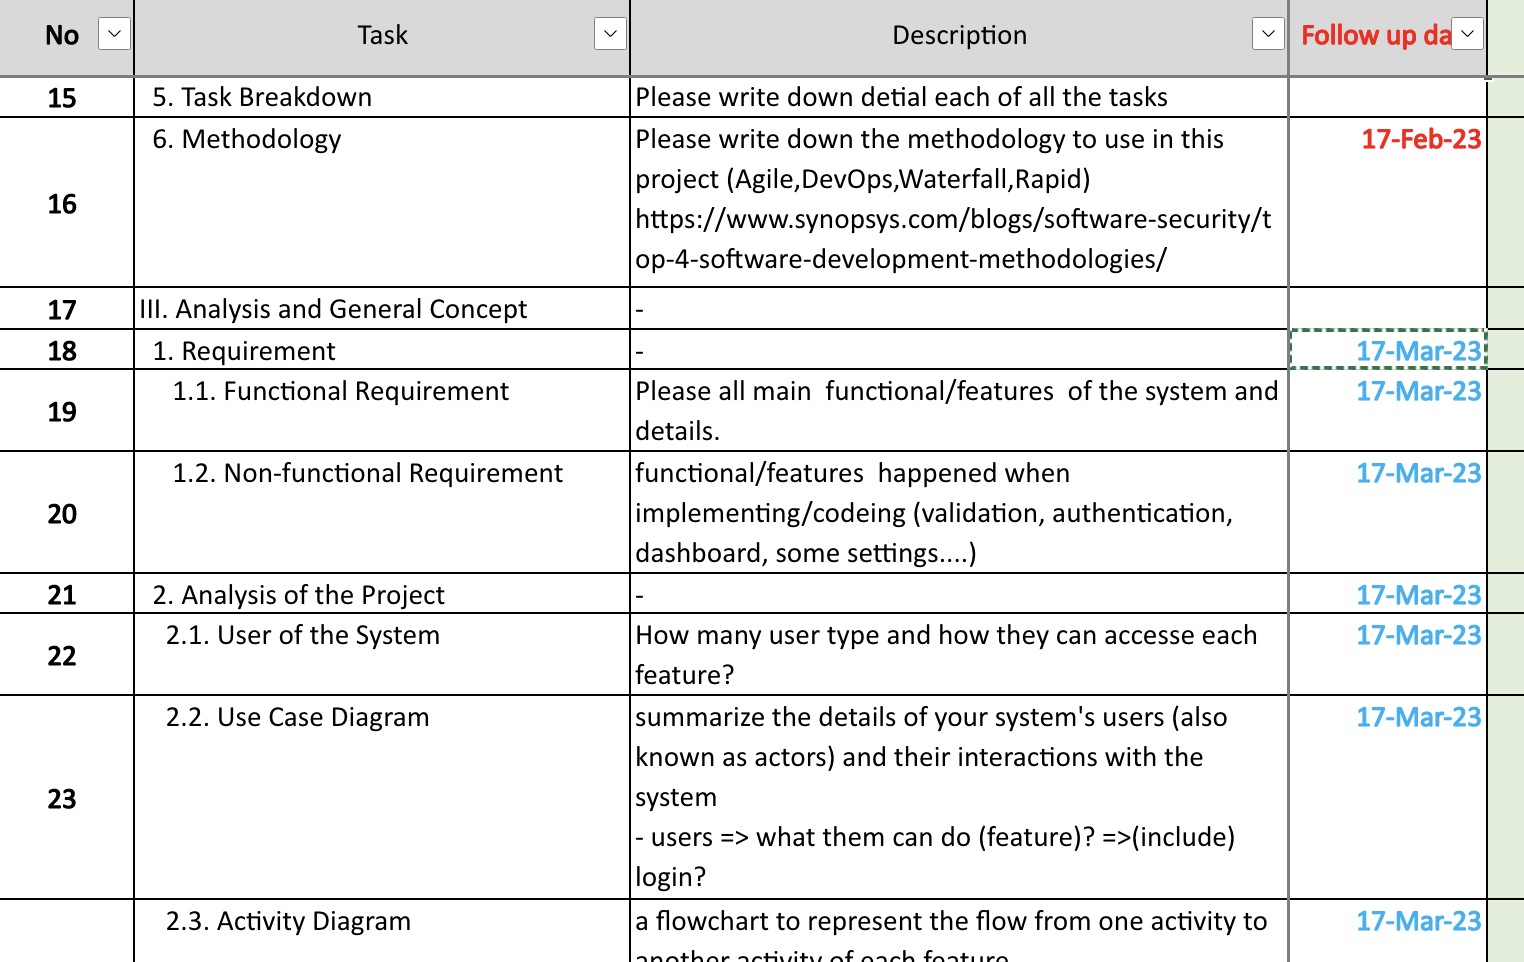 No Task Description Follow up da
15 5. Task Breakdown Please write down detial each of all the tasks
16 6. Methodology Please write down the methodology to use in this 17-Feb-23
project (Agile,DevOps,Waterfall,Rapid)
https://www.synopsys.com/blogs/software-security/t
op-4-software-development-methodologies/
17 III. Analysis and General Concept -
18 1. Requirement - 17-Mar-23
19 1.1. Functional Requirement Please all main  functional/features  of the system and 17-Mar-23
details.
20 1.2. Non-functional Requirement functional/features  happened when 17-Mar-23
implementing/codeing (validation, authentication,
dashboard, some settings....)
21 2. Analysis of the Project - 17-Mar-23
22 2.1. User of the System How many user type and how they can accesse each 17-Mar-23
feature?
23 2.2. Use Case Diagram summarize the details of your system's users (also 17-Mar-23
known as actors) and their interactions with the
system
- users => what them can do (feature)? =>(include)
login?
2.3. Activity Diagram a flowchart to represent the flow from one activity to 17-Mar-23
another activity of each feature